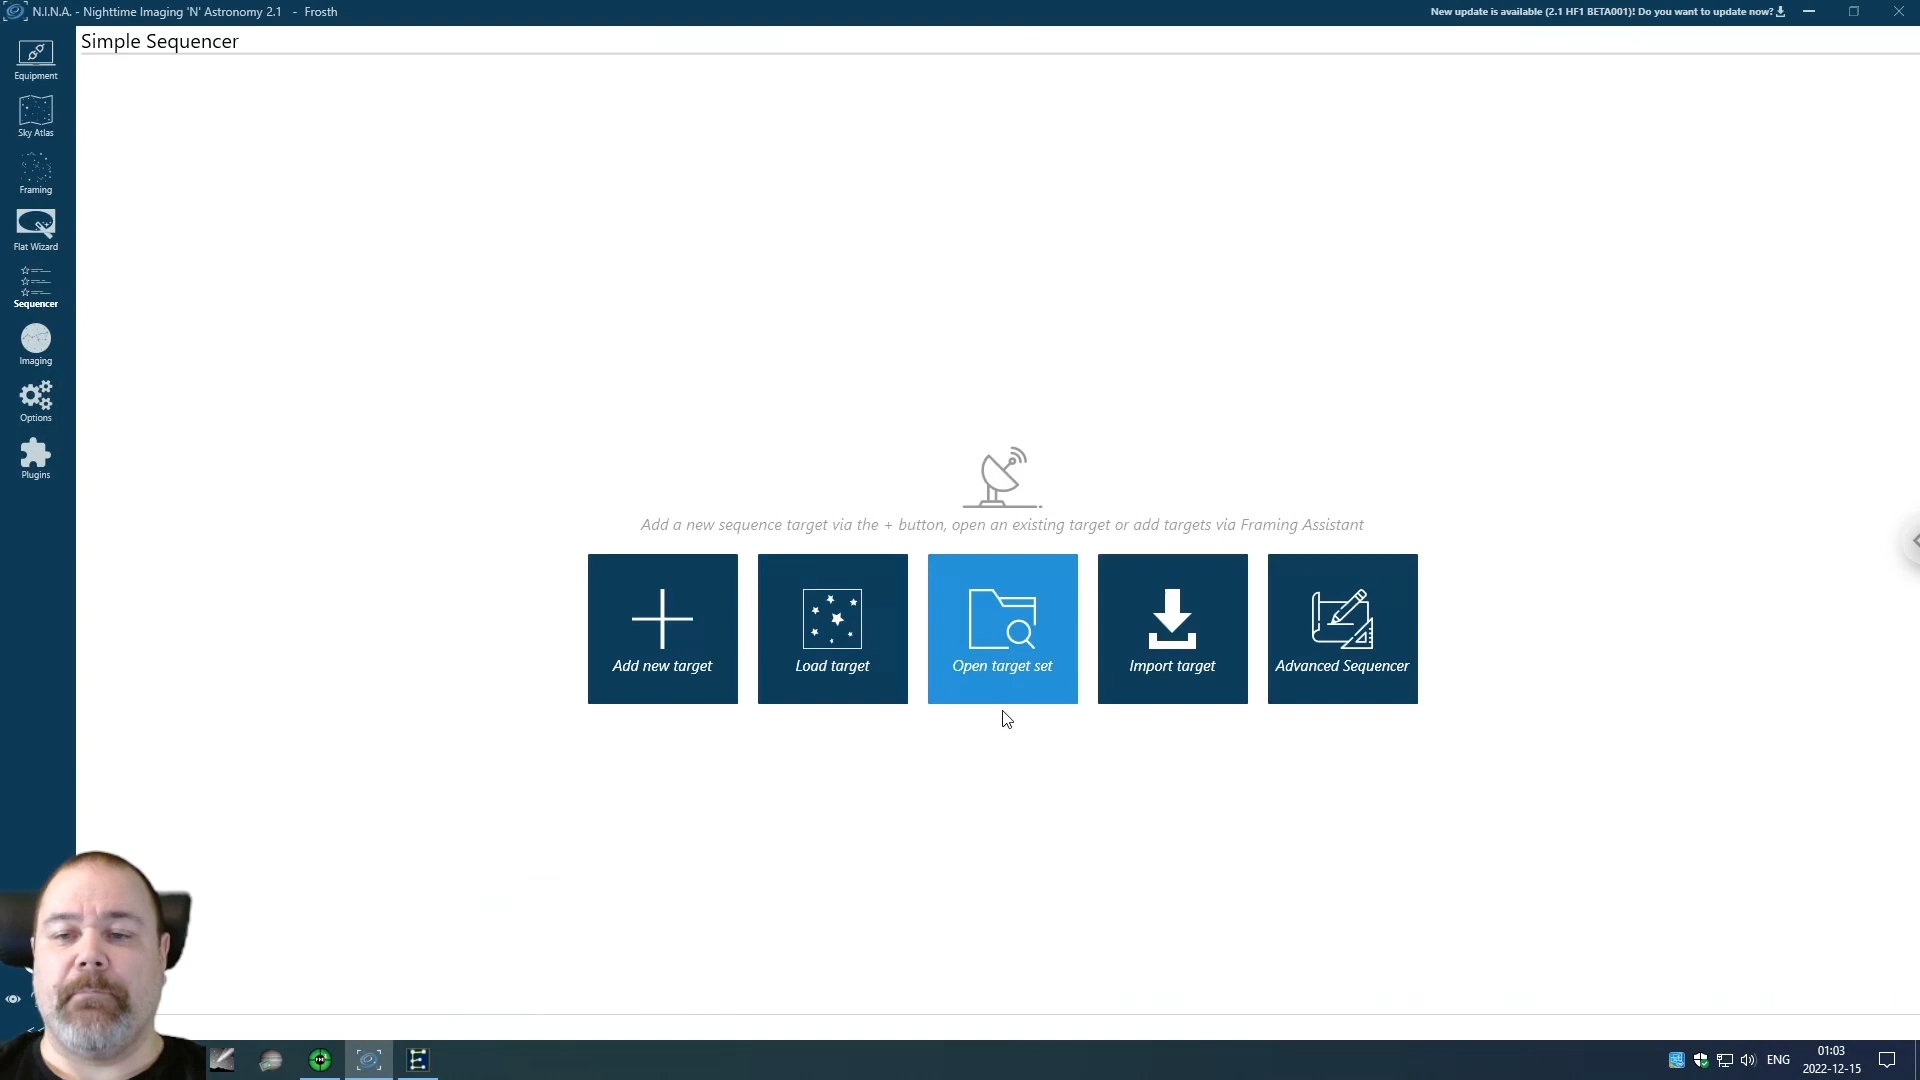 N.I.N.A. - Nighttime Imaging 'N' Astronomy 2.1 - Frosth
New update is available (2.1 HF1 BETA001)! Do you want to update now?
Simple Sequencer
Equipment
Sky Atlas
Framing
Flat Wizard
Sequencer
Imaging
Options
Plugins
Add a new sequence target via the + button, open an existing target or add targets via Framing Assistant
Add new target
Load target
Open target set
Import target
Advanced Sequencer
ENG
01:03
2022-12-15